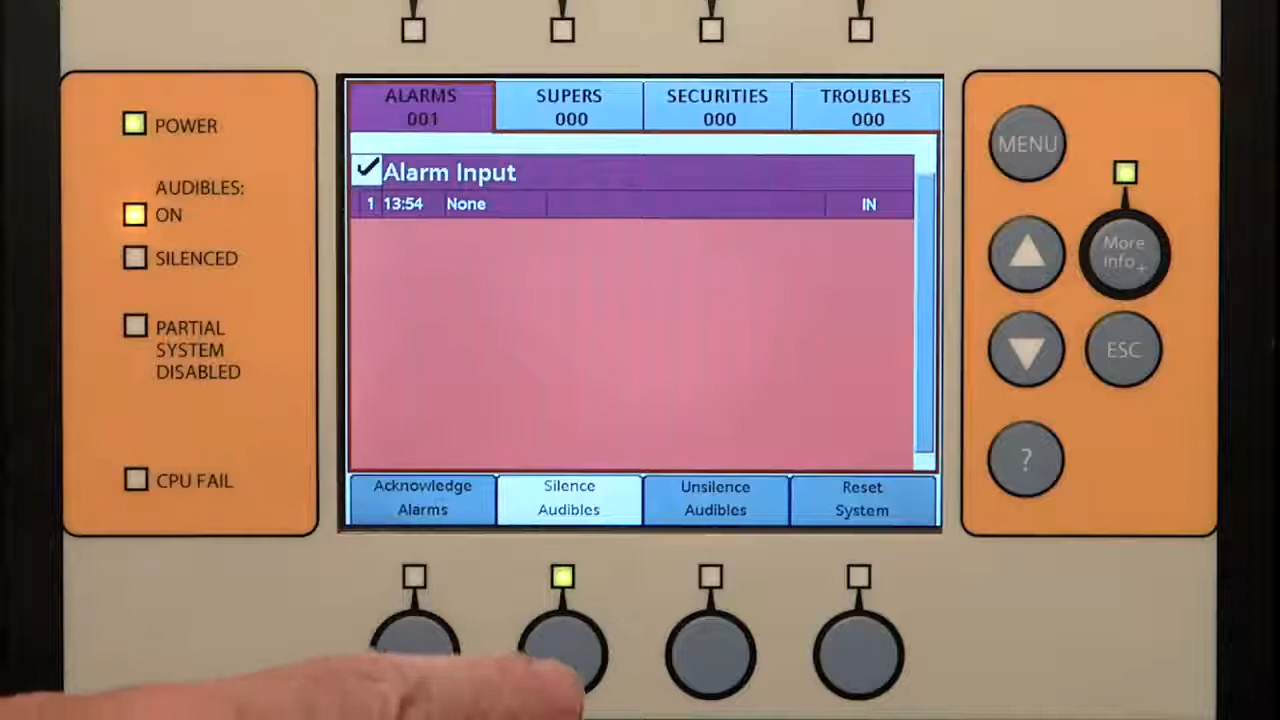 ALARMS
001
SUPERS
000
SECURITIES
000
TROUBLES
000
POWER
AUDIBLES:
ON
SILENCED
PARTIAL
SYSTEM
DISABLED
CPU FAIL
Alarm Input
1 13:54 None IN
Acknowledge
Alarms
Silence
Audibles
Unsilence
Audibles
Reset
System
MENU
More
info+
ESC
?